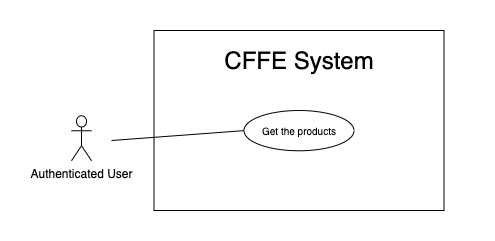 CFFE System
Get the products
Authenticated User